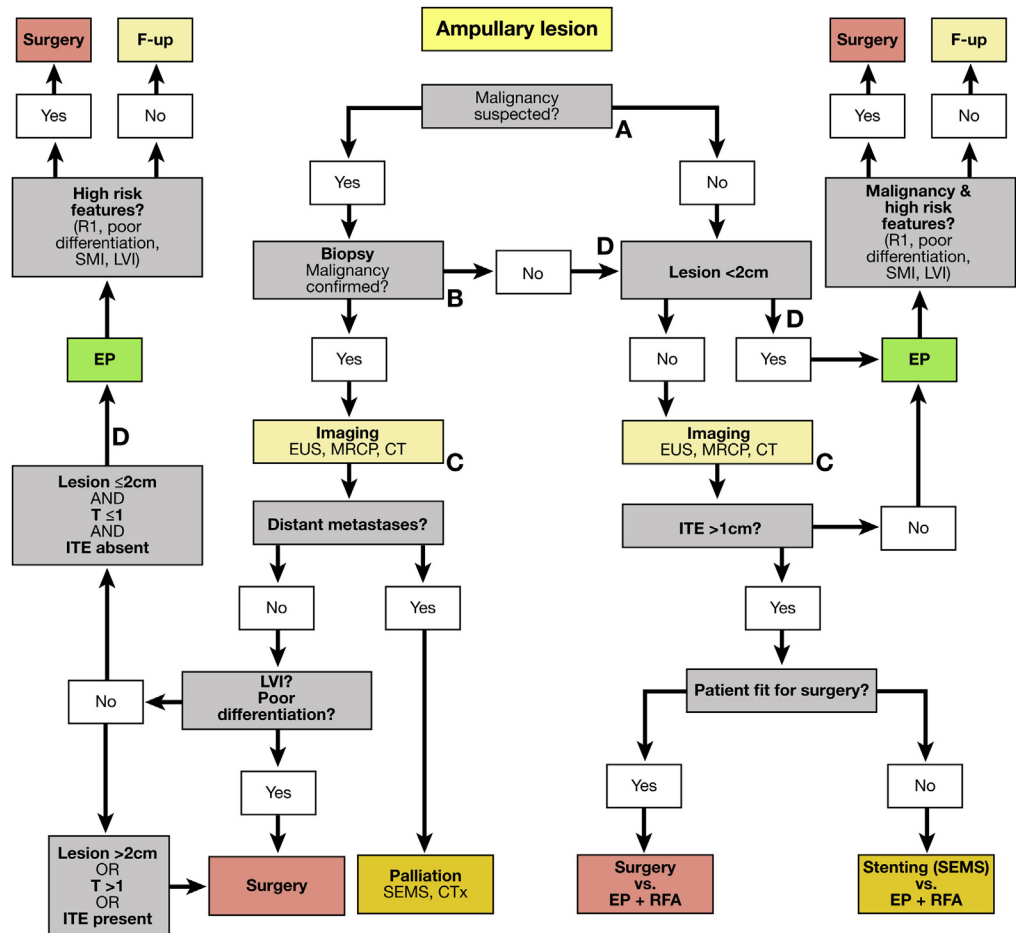 Ampullary lesion
Surgery
F-up
Yes
No
High risk
features?
(R1, poor
differentiation,
SMI, LVI)
EP
D
Lesion ≤2cm
AND
T ≤1
AND
ITE absent
No
Lesion >2cm
OR
T >1
OR
ITE present
Malignancy
suspected?
A
Yes
No
Biopsy
Malignancy
confirmed?
B
No
D
Lesion <2cm
Yes
No
D
Yes
Imaging
EUS, MRCP, CT
C
Distant metastases?
No
Yes
LVI?
Poor
differentiation?
Yes
Surgery
Palliation
SEMS, CTx
Imaging
EUS, MRCP, CT
C
ITE >1cm?
No
Yes
Patient fit for surgery?
Yes
No
Surgery
vs.
EP + RFA
Stenting (SEMS)
vs.
EP + RFA
Surgery
F-up
Yes
No
Malignancy &
high risk
features?
(R1, poor
differentiation,
SMI, LVI)
EP